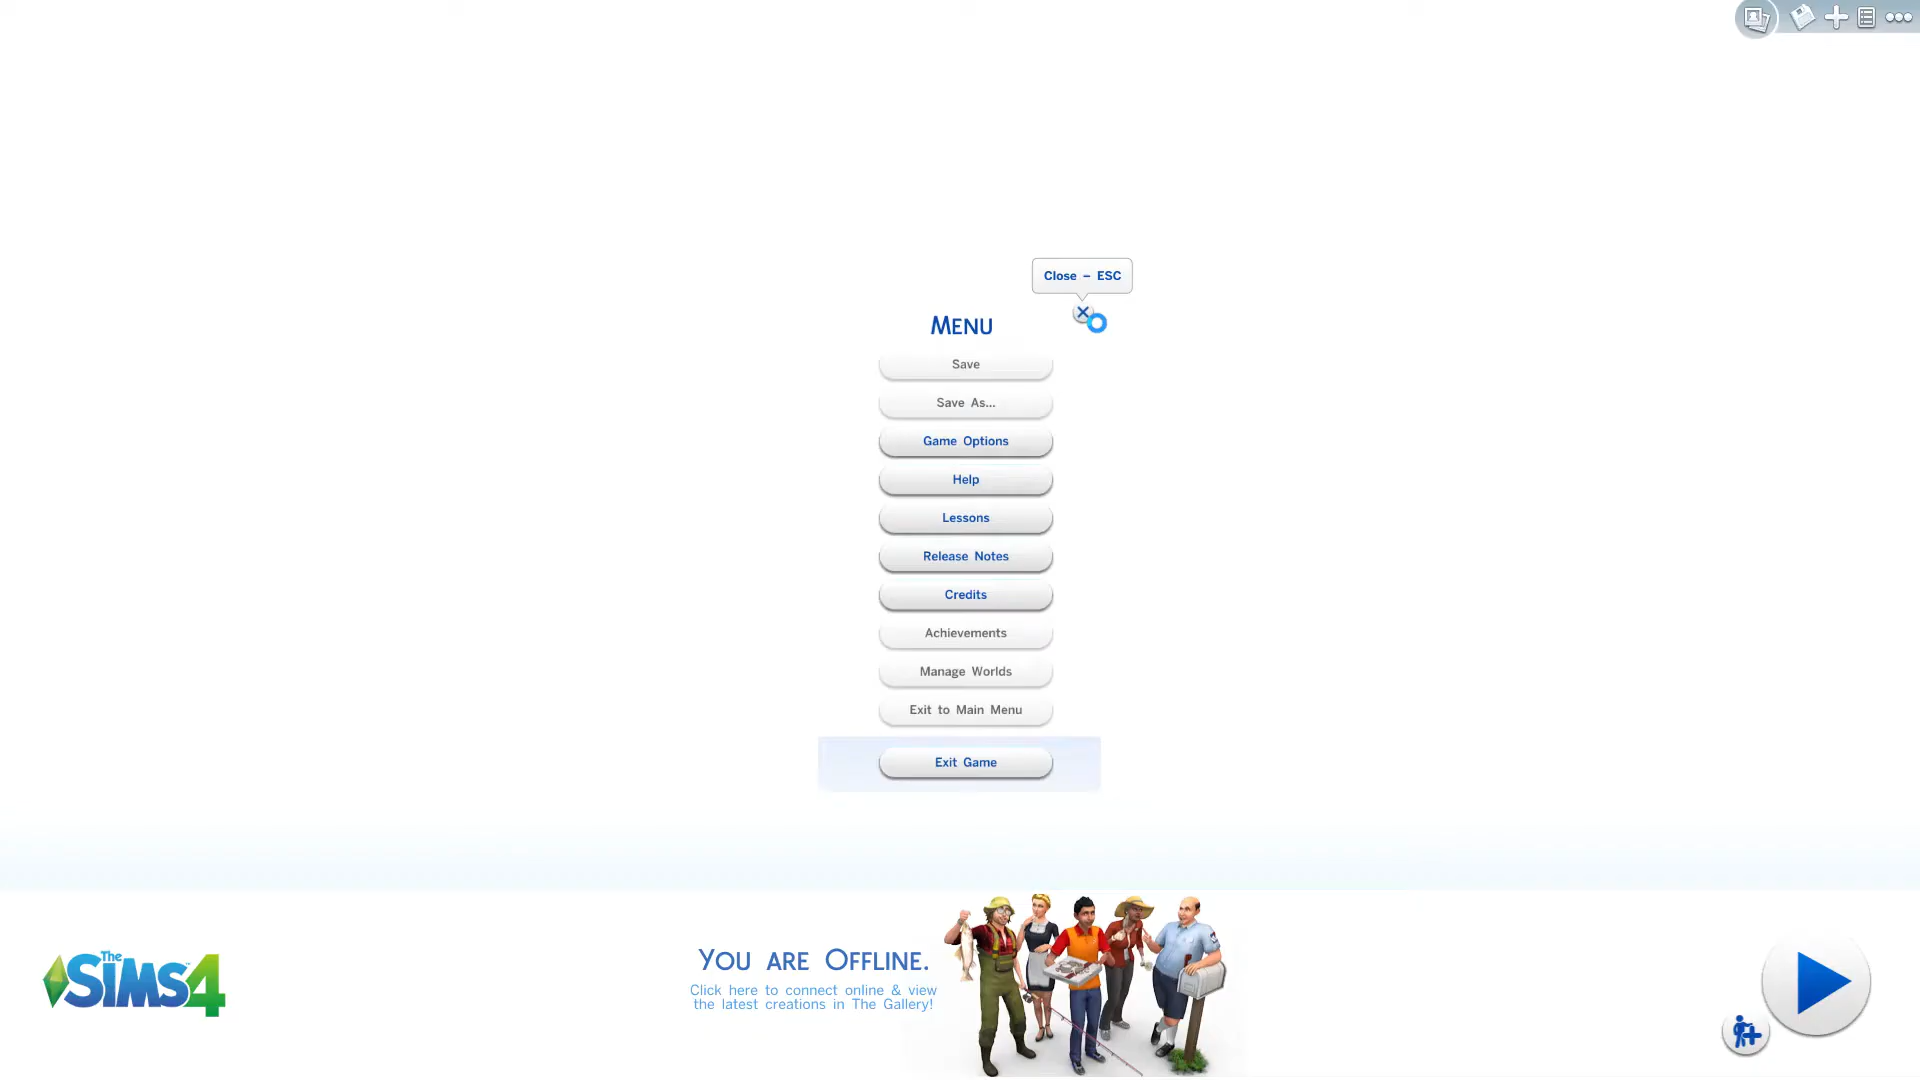 Close - ESC
Menu
Save
Save As...
Game Options
Help
Lessons
Release Notes
Credits
Achievements
Manage Worlds
Exit to Main Menu
Exit Game
The
SiMS 4
You are Offline.
Click here to connect online & view
the latest creations in The Gallery!